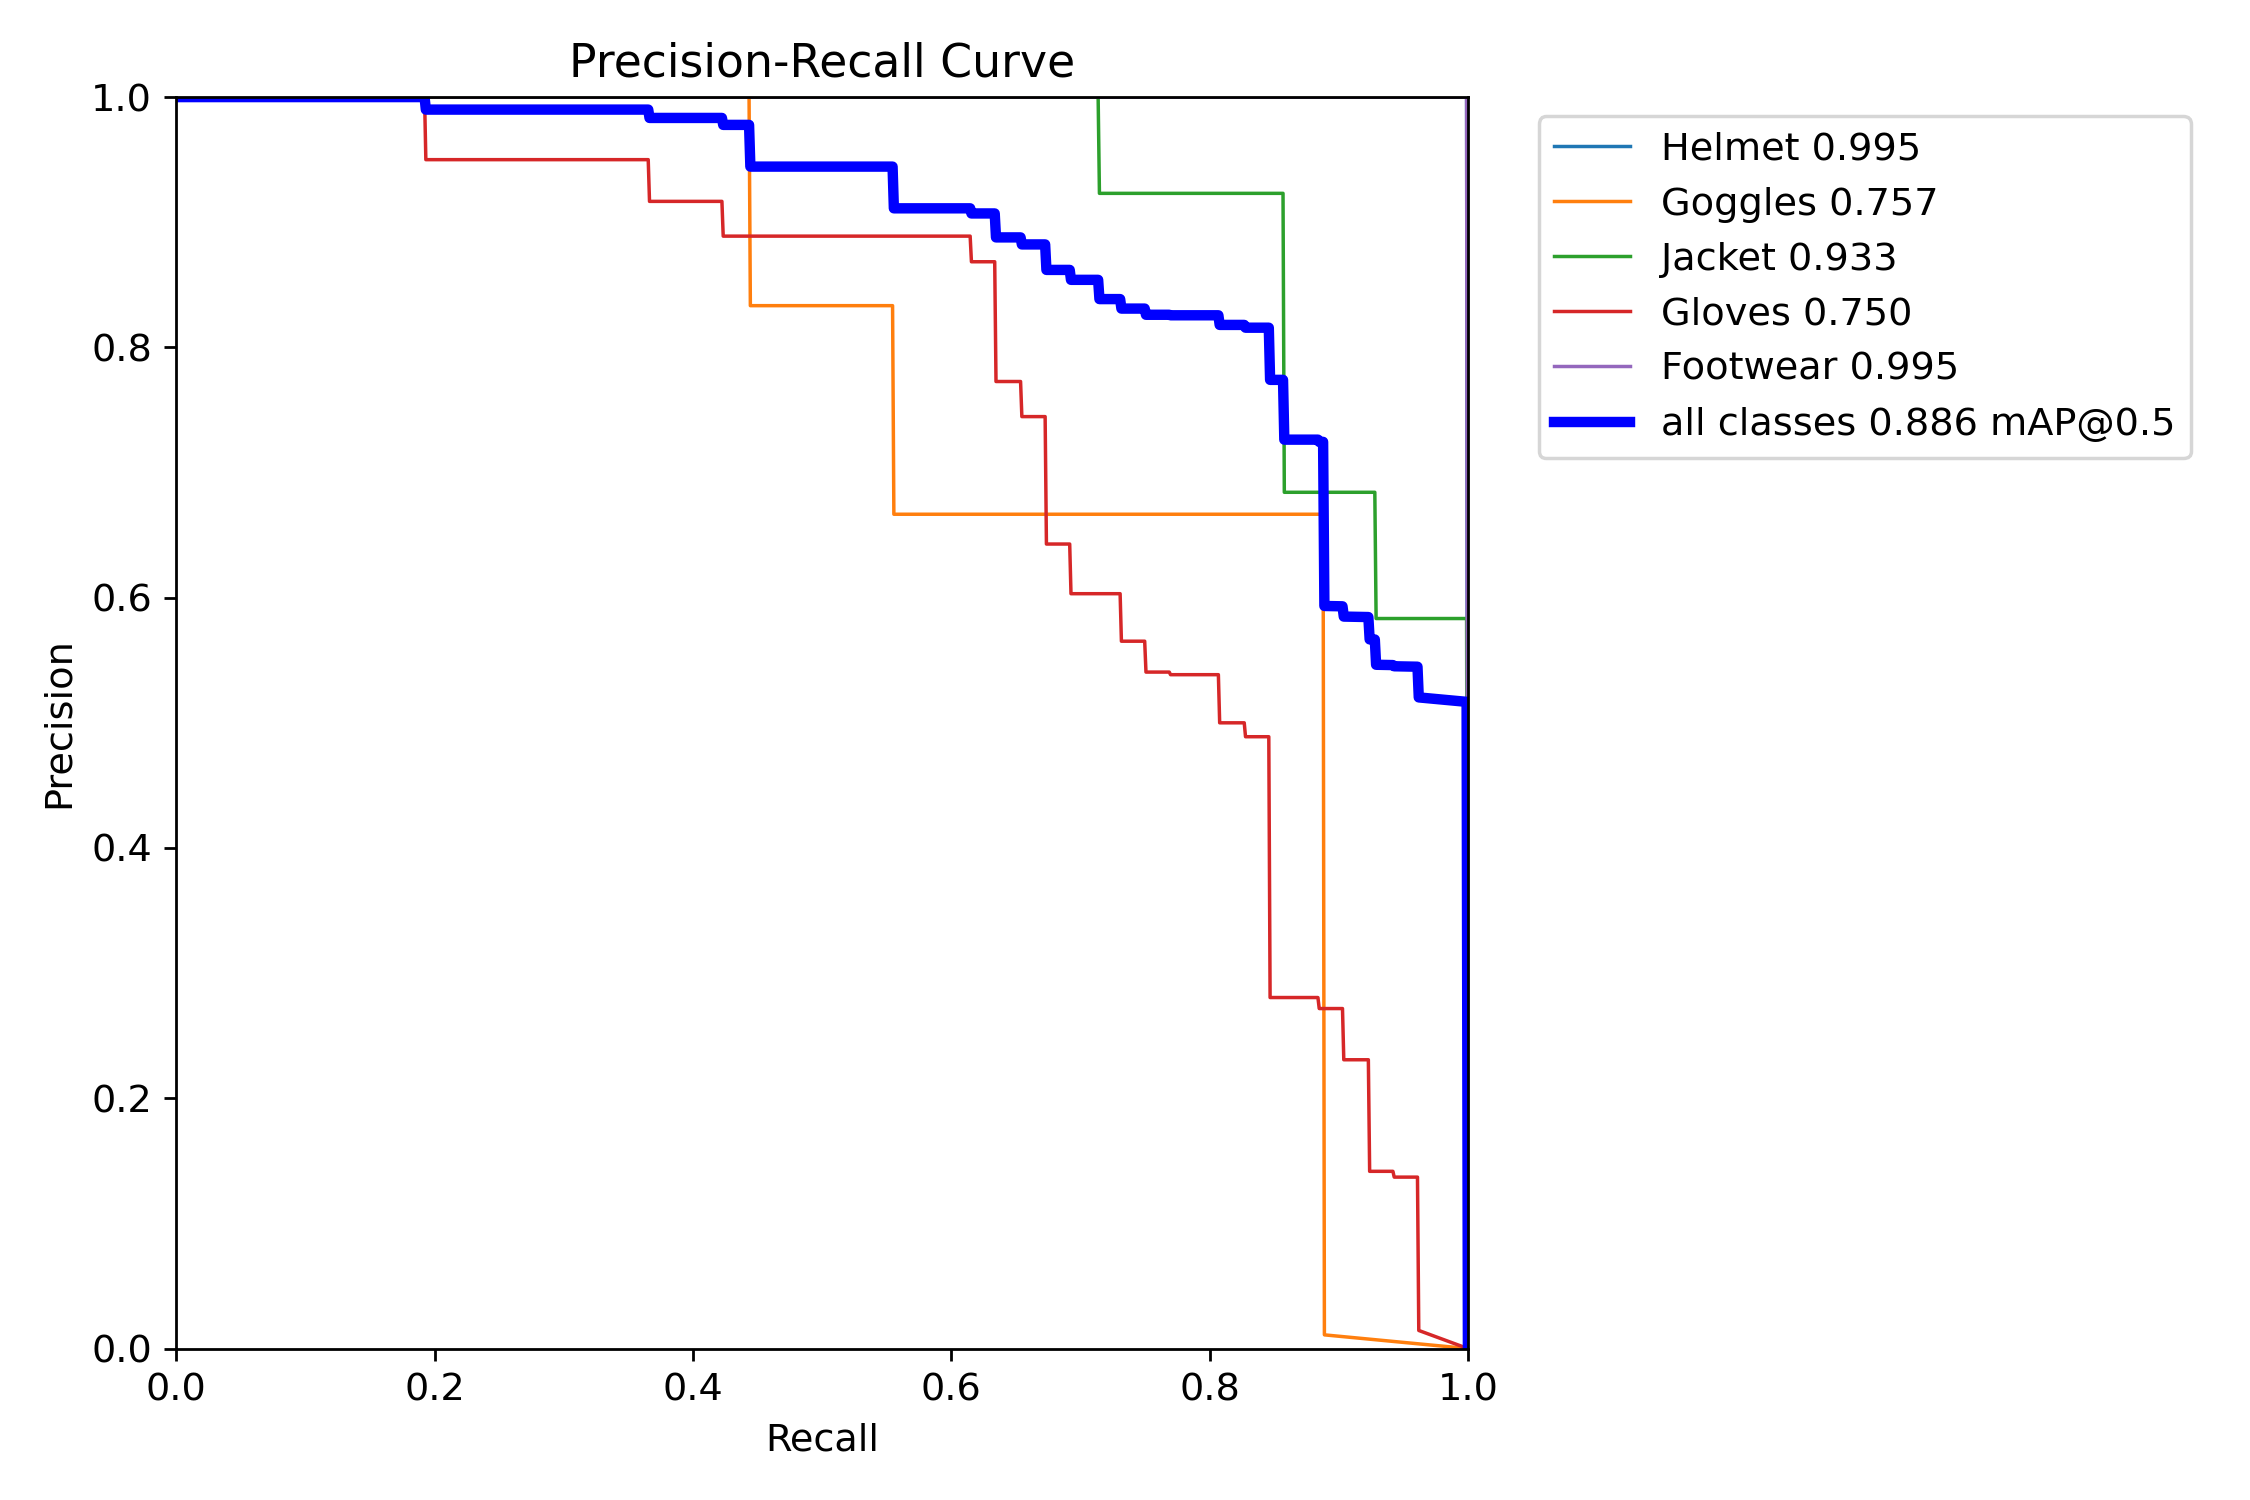 Precision-Recall Curve
1.0
0.8
0.6
0.4
0.2
0.0
Precision
0.0 0.2 0.4 0.6 0.8 1.0
Recall
Helmet 0.995
Goggles 0.757
Jacket 0.933
Gloves 0.750
Footwear 0.995
all classes 0.886 mAP@0.5